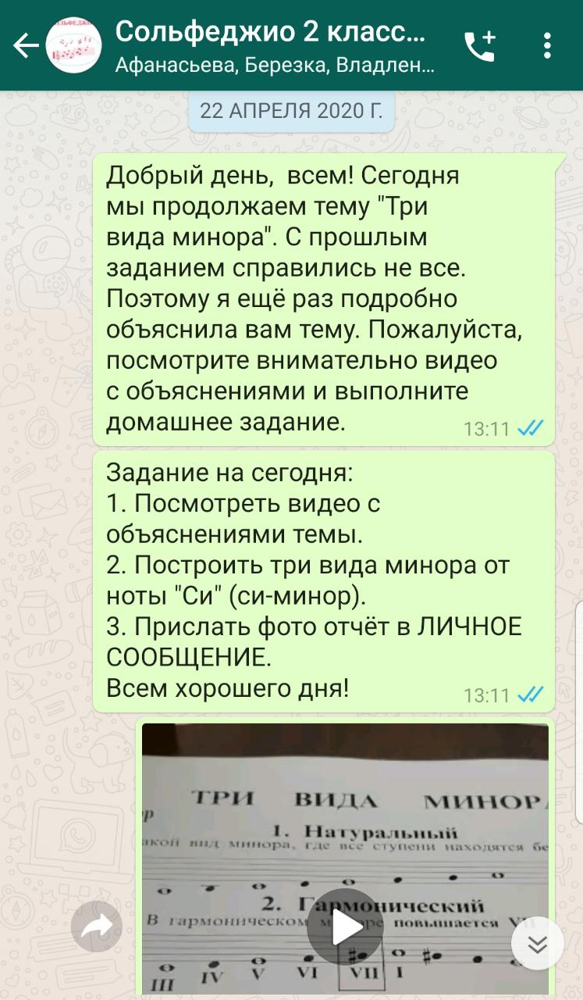 СОЛЬФЕДЖИО
Сольфеджио 2 класс...
Афанасьева, Березка, Владлен...
22 АПРЕЛЯ 2020 Г.
Добрый день, всем! Сегодня
мы продолжаем тему "Три
вида минора". С прошлым
заданием справились не все.
Поэтому я ещё раз подробно
объяснила вам тему. Пожалуйста,
посмотрите внимательно видео
с объяснениями и выполните
домашнее задание.
13:11
Задание на сегодня:
1. Посмотреть видео с
объяснениями темы.
2. Построить три вида минора от
ноты "Си" (си-минор).
3. Прислать фото отчёт в ЛИЧНОЕ
СООБЩЕНИЕ.
Всем хорошего дня!
13:11
ТРИ ВИДА МИНОР
1. Натуральный
вид минора, где все ступени находятся
2. Гармонический
В гармоническом повышается VII
III IV V VI VII I